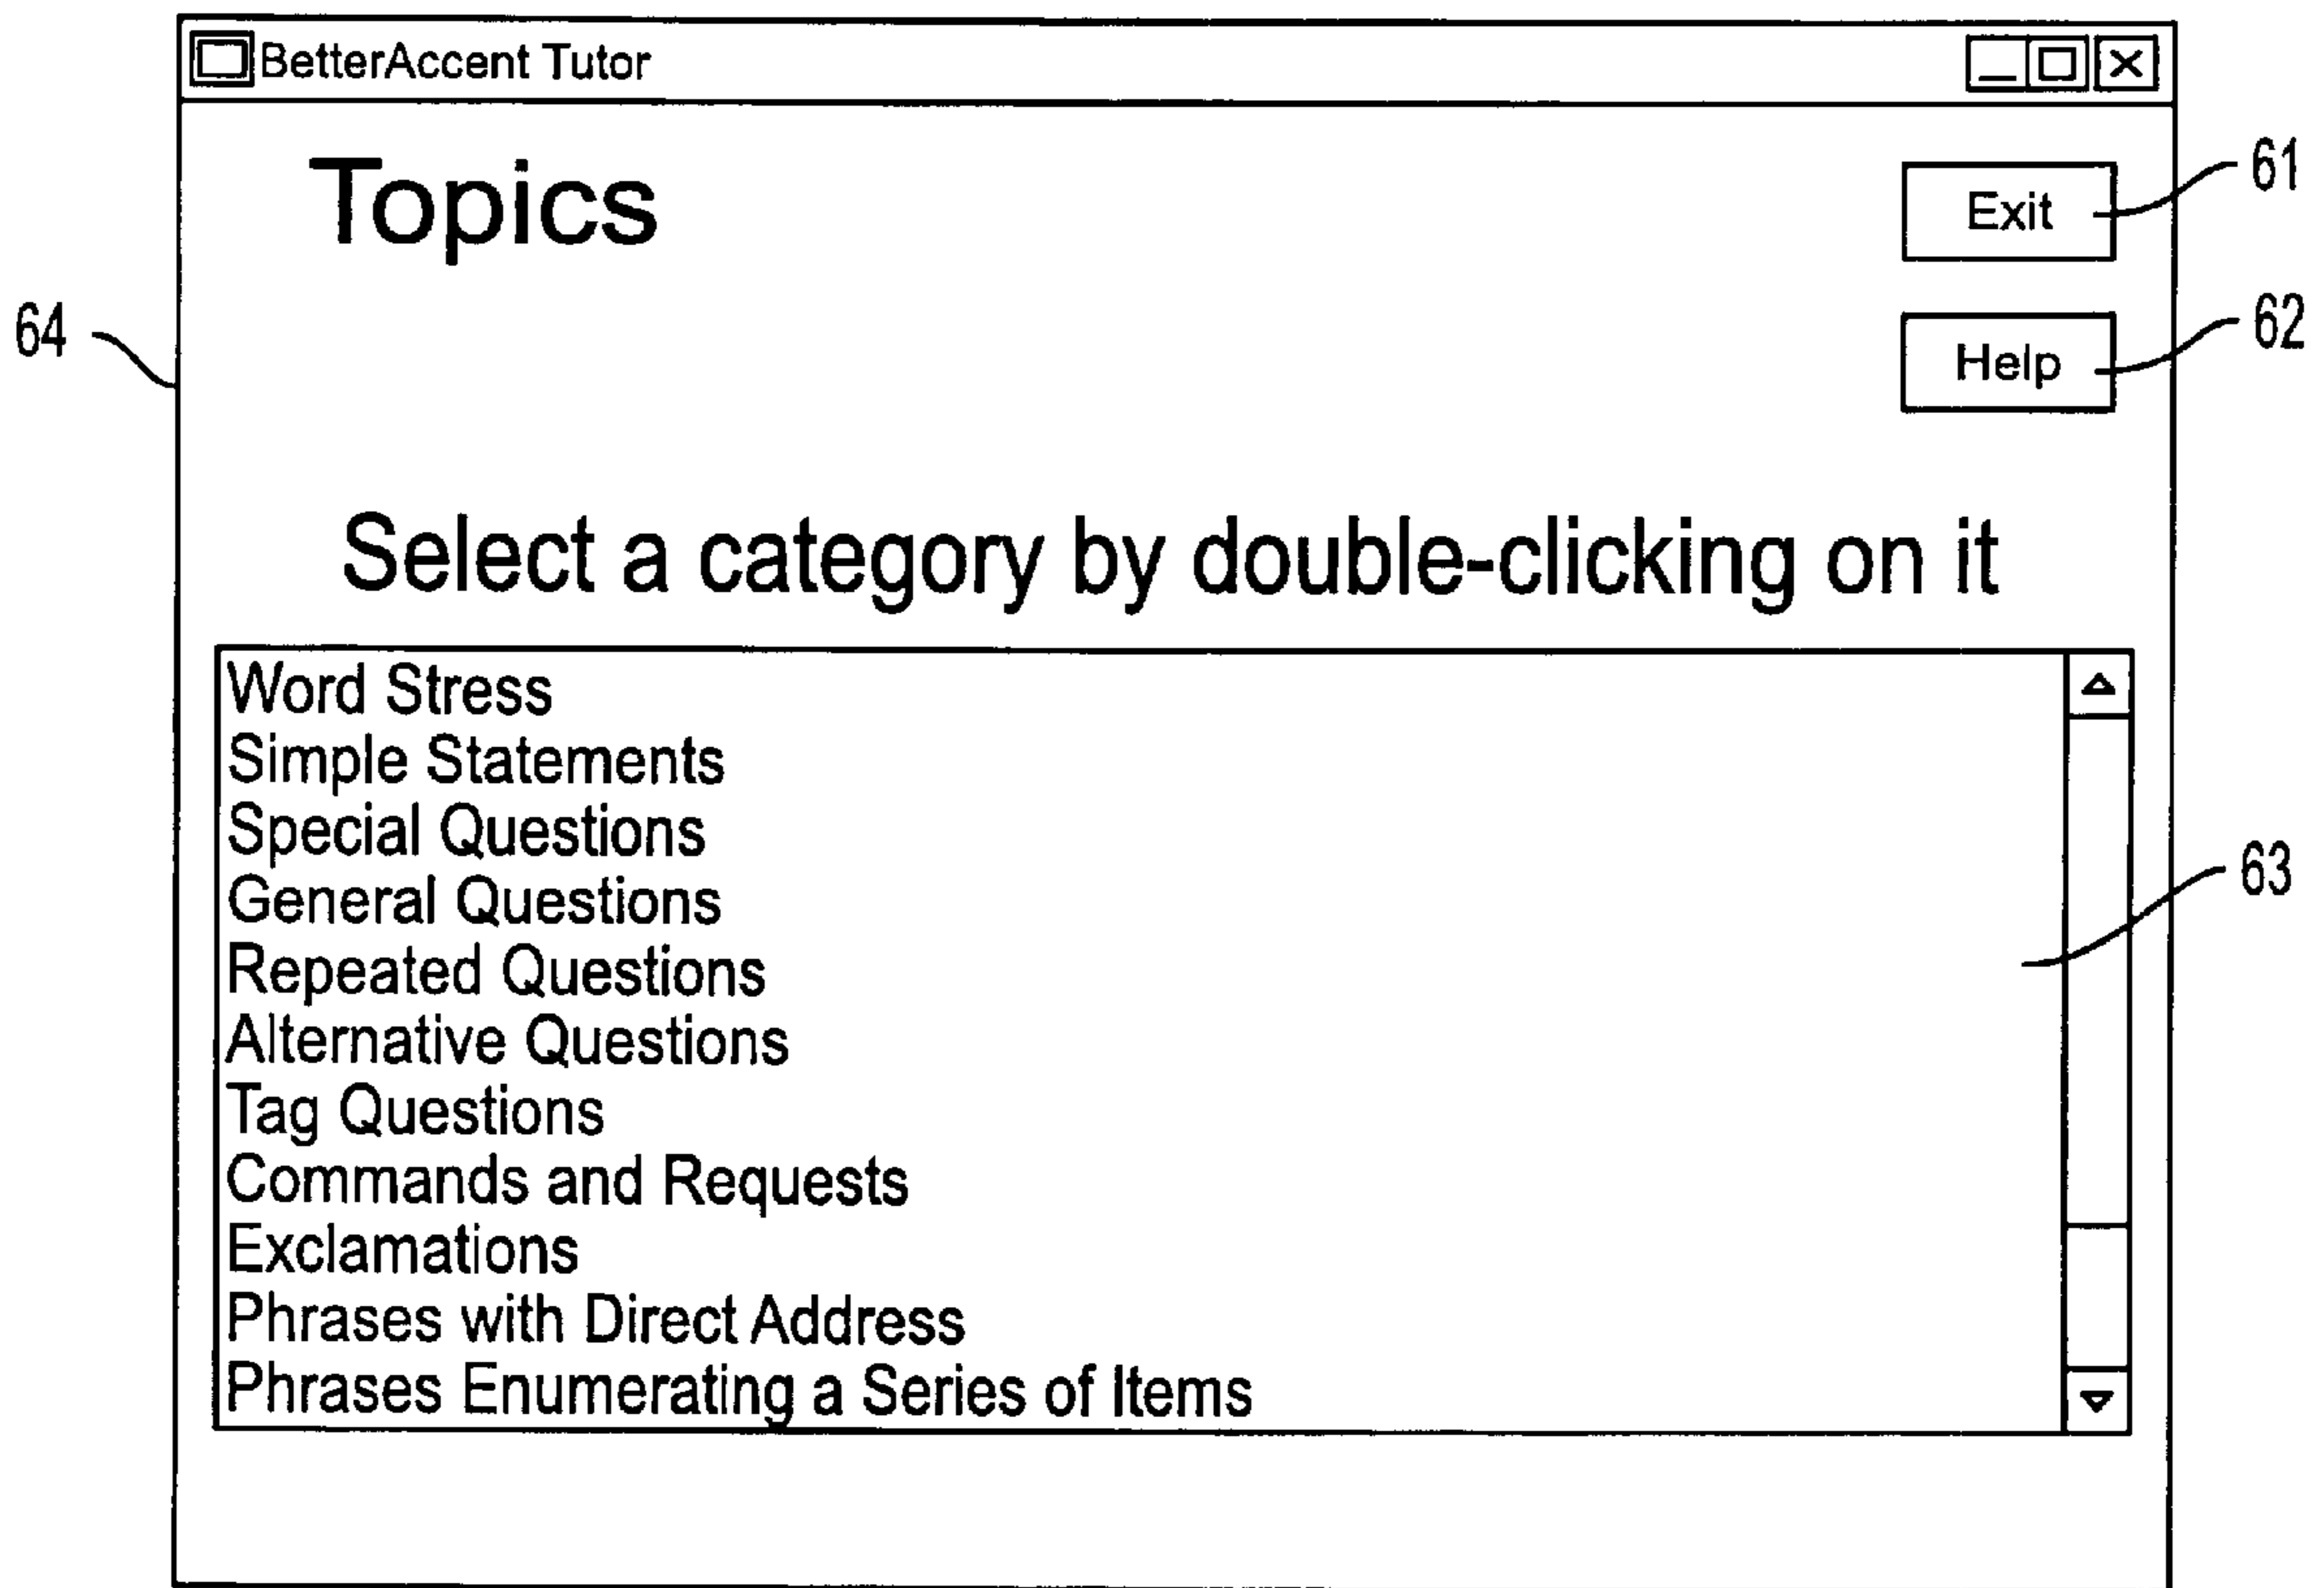 BetterAccent Tutor
Topics
Exit
61
Help
62
64
Select a category by double-clicking on it
Word Stress
Simple Statements
Special Questions
General Questions
Repeated Questions
Alternative Questions
Tag Questions
Commands and Requests
Exclamations
Phrases with Direct Address
Phrases Enumerating a Series of Items
63